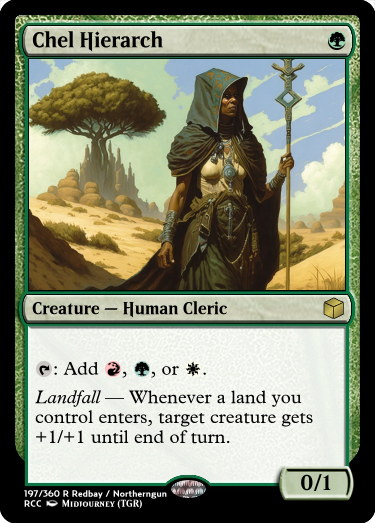 Chel Hierarch
Creature — Human Cleric
: Add , , or .
Landfall — Whenever a land you
control enters, target creature gets
+1/+1 until end of turn.
0/1
197/360 R Redbay / Northerngun
RCC Midjourney (TGR)